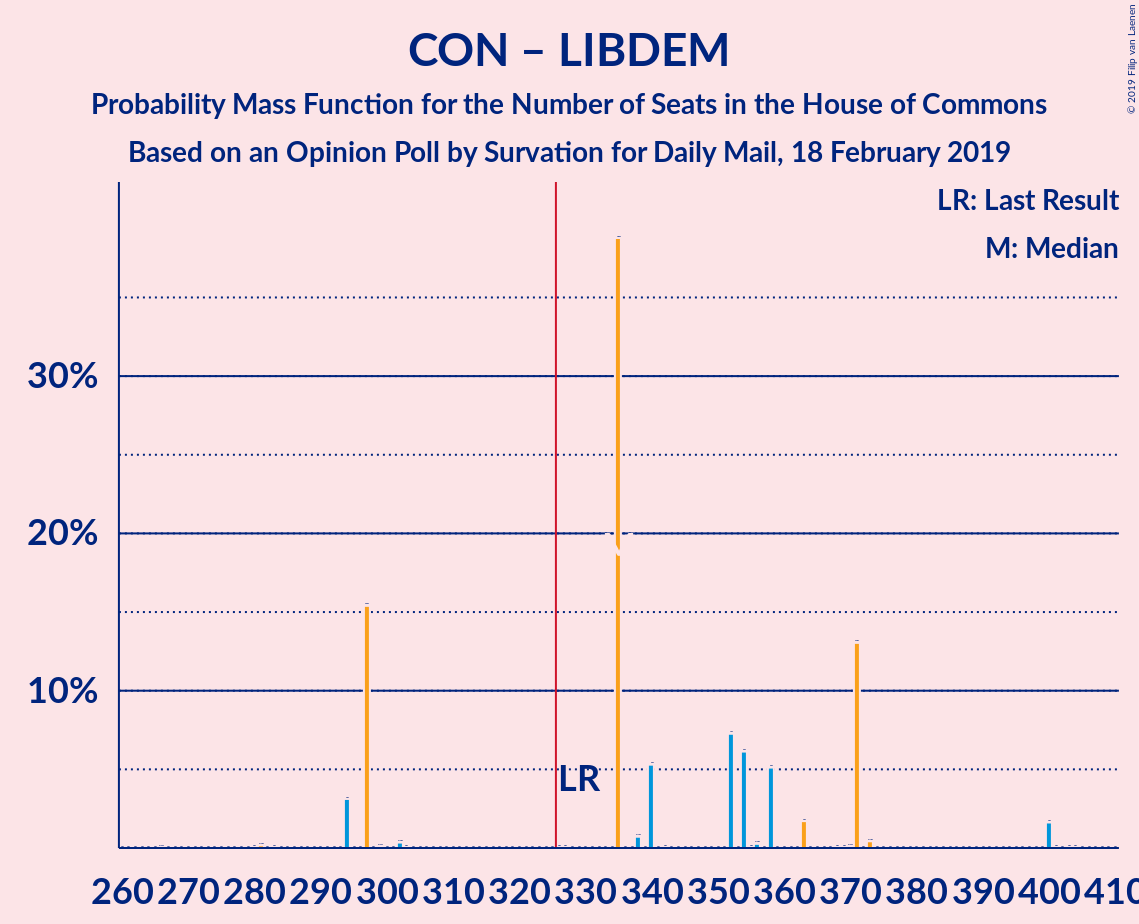 CON – LIBDEM
Probability Mass Function for the Number of Seats in the House of Commons
Based on an Opinion Poll by Survation for Daily Mail, 18 February 2019
© 2019 Filip van Laenen
LR: Last Result
M: Median
30%
20%
10%
LR
260 270 280 290 300 310 320 330 340 350 360 370 380 390 400 410